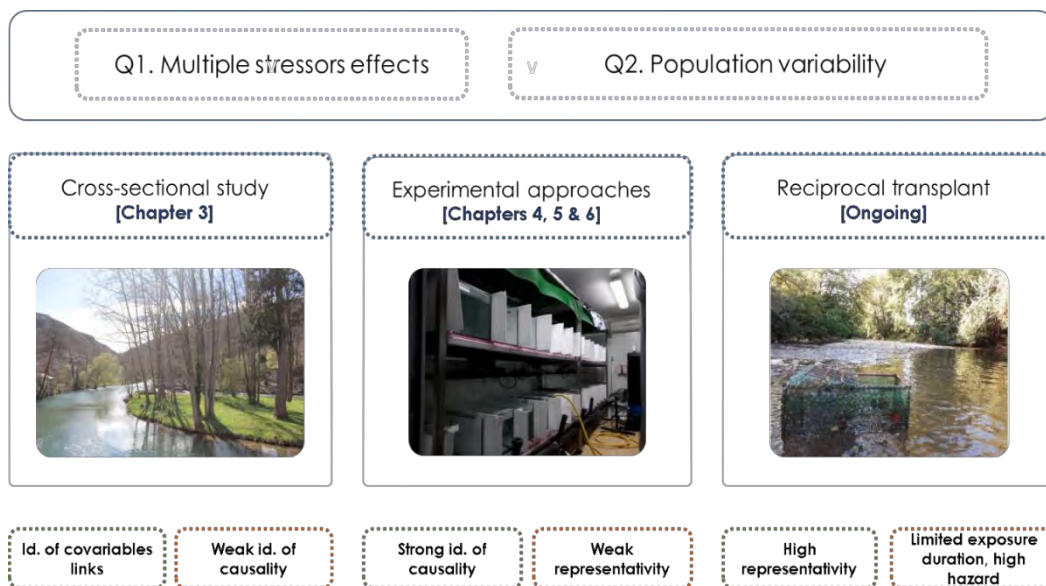 Q1. Multiple stressors effects
v
Q2. Population variability
Cross-sectional study
[Chapter 3]
Experimental approaches
[Chapters 4, 5 & 6]
Reciprocal transplant
[Ongoing]
Id. of covariables
links
Weak id. of
causality
Strong id. of
causality
Weak
representativity
High
representativity
Limited exposure
duration, high
hazard